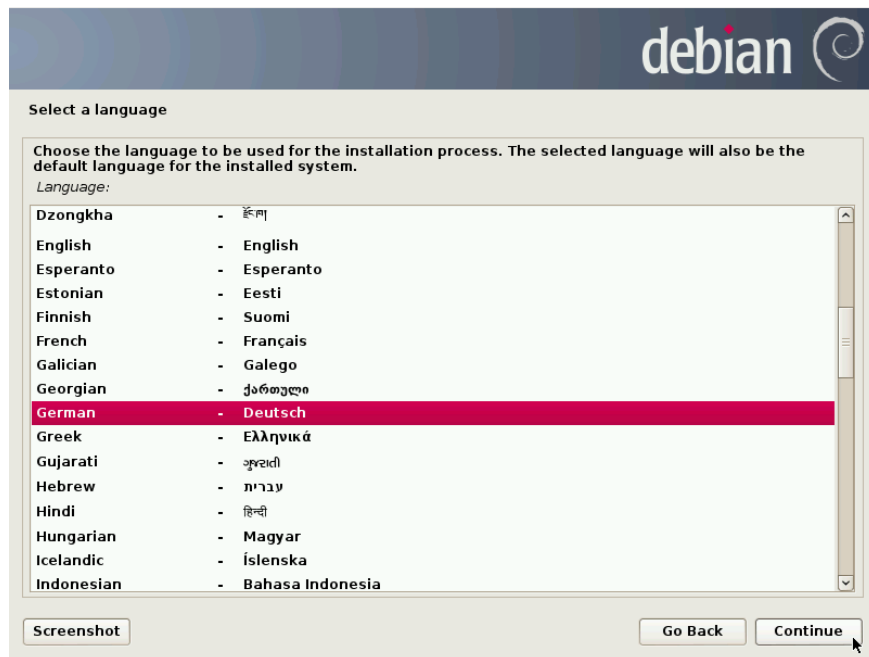 debian
Select a language
Choose the language to be used for the installation process. The selected language will also be the
default language for the installed system.
Language:
Dzongkha - རྫོང་ཁ།
English - English
Esperanto - Esperanto
Estonian - Eesti
Finnish - Suomi
French - Français
Galician - Galego
Georgian - ქართული
German - Deutsch
Greek - Ελληνικά
Gujarati - ગુજરાતી
Hebrew - עברית
Hindi - हिन्दी
Hungarian - Magyar
Icelandic - Íslenska
Indonesian - Bahasa Indonesia
Screenshot Go Back Continue